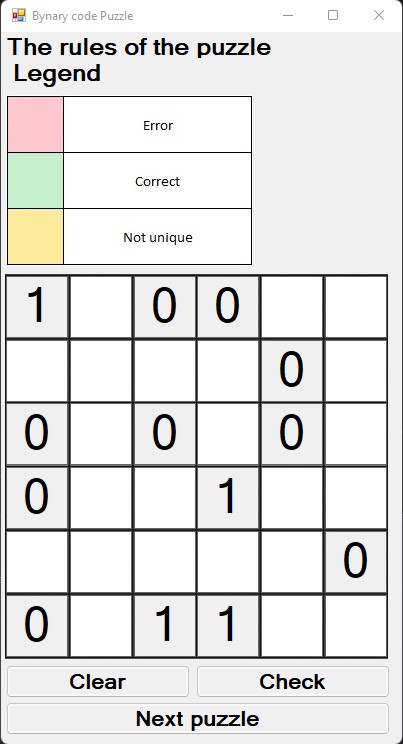 Bynary code Puzzle
The rules of the puzzle
Legend
Error
Correct
Not unique
1 0 0
0
0 0 0
0 1
0
0 1 1
Clear Check
Next puzzle